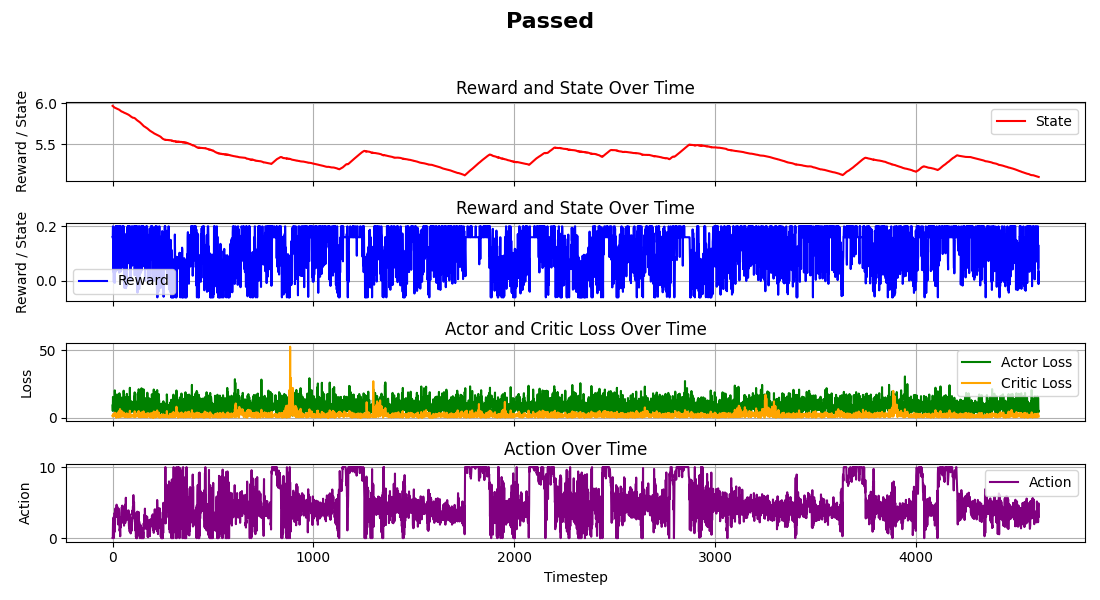 Passed
Reward and State Over Time
Reward / State
6.0
5.5
State
Reward and State Over Time
Reward / State
0.2
0.0
Reward
Actor and Critic Loss Over Time
Loss
50
0
Actor Loss
Critic Loss
Action Over Time
Action
10
0
Action
0 1000 2000 3000 4000
Timestep